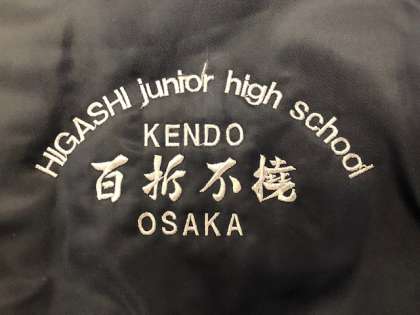 HIGASHI junior high school
KENDO
百折不撓
OSAKA